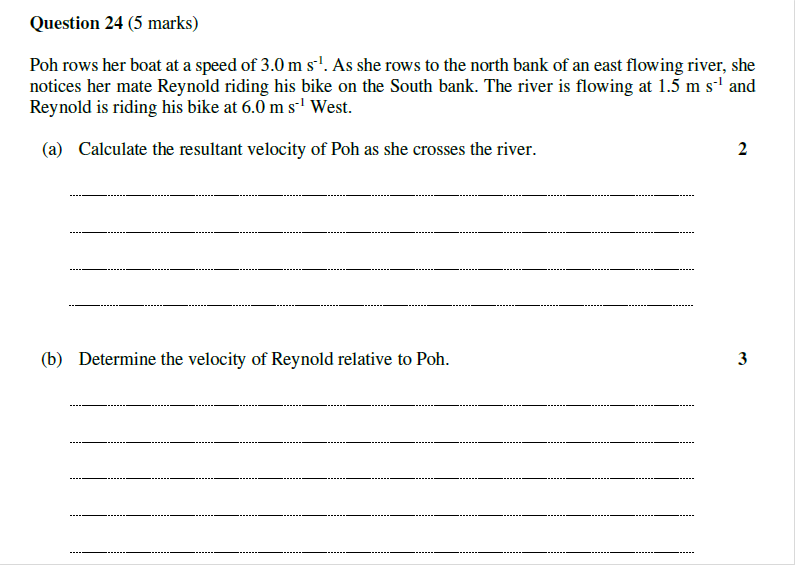 Question 24 (5 marks)
Poh rows her boat at a speed of 3.0 m s⁻¹. As she rows to the north bank of an east flowing river, she
notices her mate Reynold riding his bike on the South bank. The river is flowing at 1.5 m s⁻¹ and
Reynold is riding his bike at 6.0 m s⁻¹ West.
(a) Calculate the resultant velocity of Poh as she crosses the river. 2
(b) Determine the velocity of Reynold relative to Poh. 3